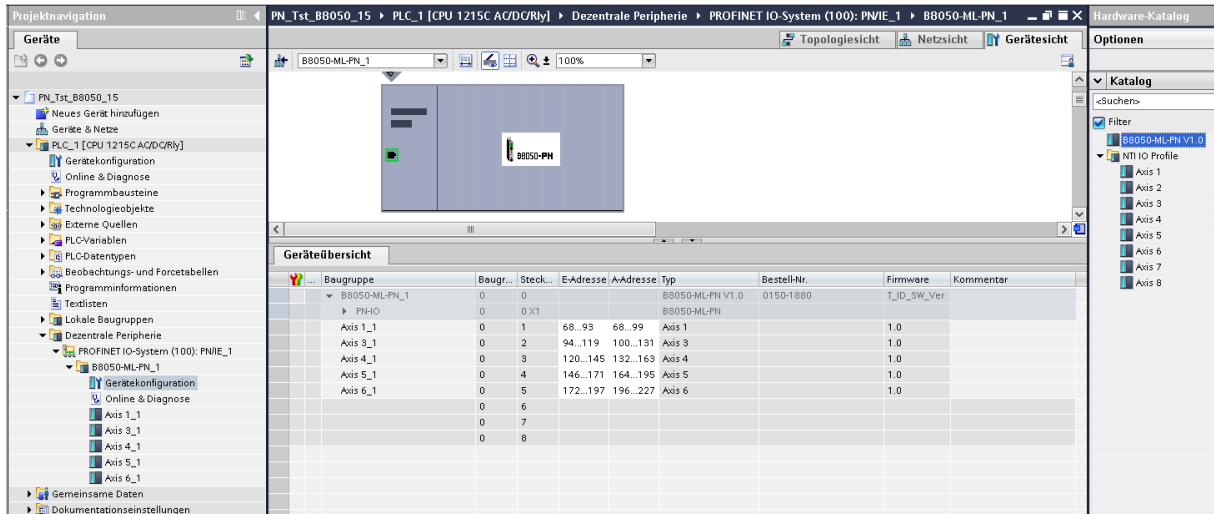 Projektnavigation
Geräte
PN_Tst_B8050_15
Neues Gerät hinzufügen
Geräte & Netze
PLC_1 [CPU 1215C AC/DC/Rly]
Gerätekonfiguration
Online & Diagnose
Programmbausteine
Technologieobjekte
Externe Quellen
PLC-Variablen
PLC-Datentypen
Beobachtungs- und Forcetabellen
Programminformationen
Textlisten
Lokale Baugruppen
Dezentrale Peripherie
PROFINET IO-System (100): PN/IE_1
B8050-ML-PN_1
Gerätekonfiguration
Online & Diagnose
Axis 1_1
Axis 3_1
Axis 4_1
Axis 5_1
Axis 6_1
Gemeinsame Daten
Dokumentationseinstellungen
PN_Tst_B8050_15 PLC_1 [CPU 1215C AC/DC/Rly] Dezentrale Peripherie PROFINET IO-System (100): PN/IE_1 B8050-ML-PN_1
Topologiesicht Netzsicht Gerätesicht
B8050-ML-PN_1 100%
B8050-PN
Geräteübersicht
... Baugruppe Baugr... Steck... E-Adresse A-Adresse Typ Bestell-Nr. Firmware Kommentar
B8050-ML-PN_1 0 0 B8050-ML-PN V1.0 0150-1880 T_ID_SW_Ver
PN-IO 0 0 X1 B8050-ML-PN
Axis 1_1 0 1 68...93 68...99 Axis 1 1.0
Axis 3_1 0 2 94...119 100...131 Axis 3 1.0
Axis 4_1 0 3 120...145 132...163 Axis 4 1.0
Axis 5_1 0 4 146...171 164...195 Axis 5 1.0
Axis 6_1 0 5 172...197 196...227 Axis 6 1.0
0 6
0 7
0 8
Hardware-Katalog
Optionen
Katalog
<Suchen>
Filter
B8050-ML-PN V1.0
NTI IO Profile
Axis 1
Axis 2
Axis 3
Axis 4
Axis 5
Axis 6
Axis 7
Axis 8